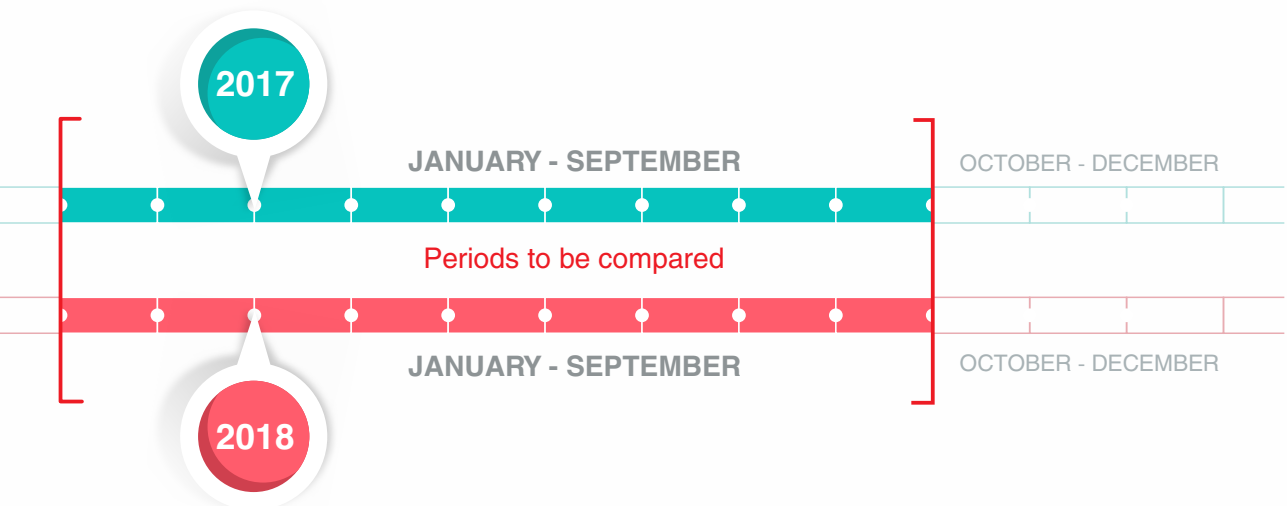 2017
JANUARY - SEPTEMBER
OCTOBER - DECEMBER
Periods to be compared
JANUARY - SEPTEMBER
OCTOBER - DECEMBER
2018